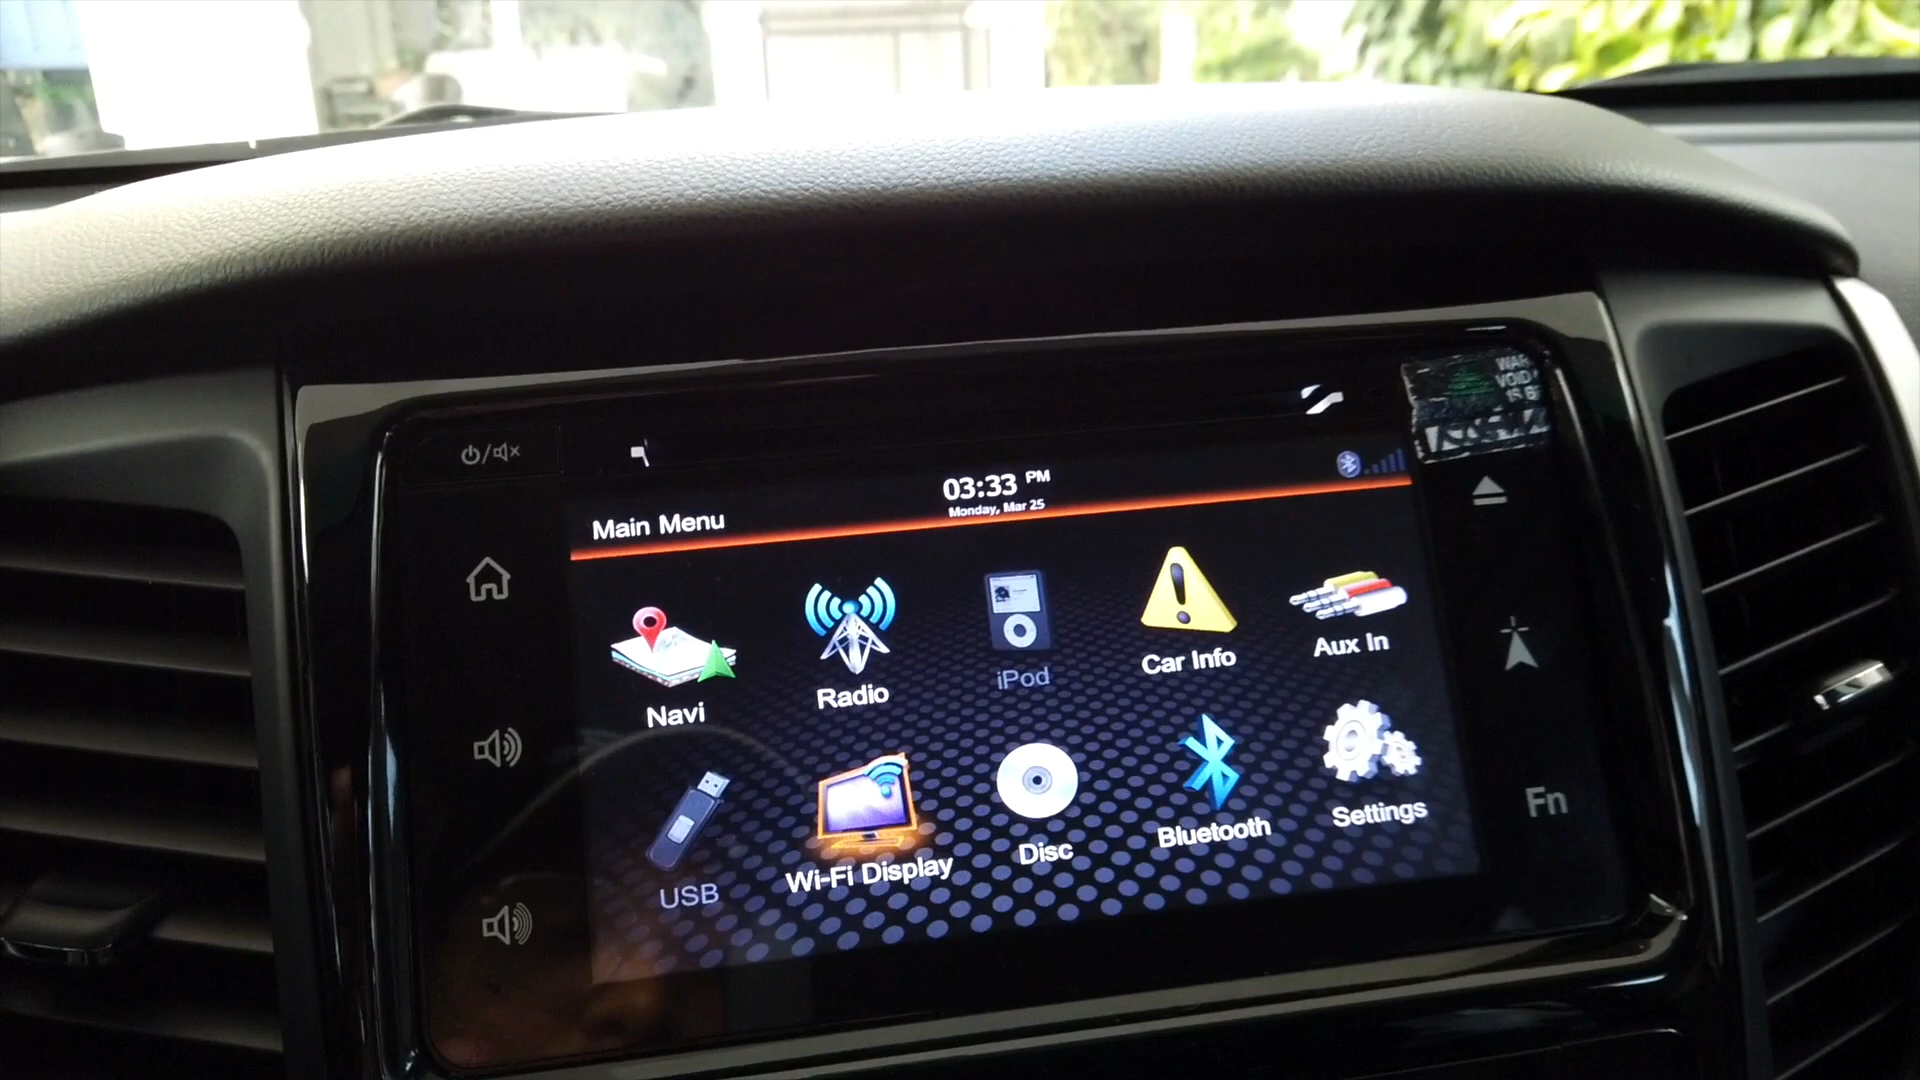 03:33 PM
Monday, Mar 25
Main Menu
Navi
Radio
iPod
Car Info
Aux In
USB
Wi-Fi Display
Disc
Bluetooth
Settings
Fn
VOID